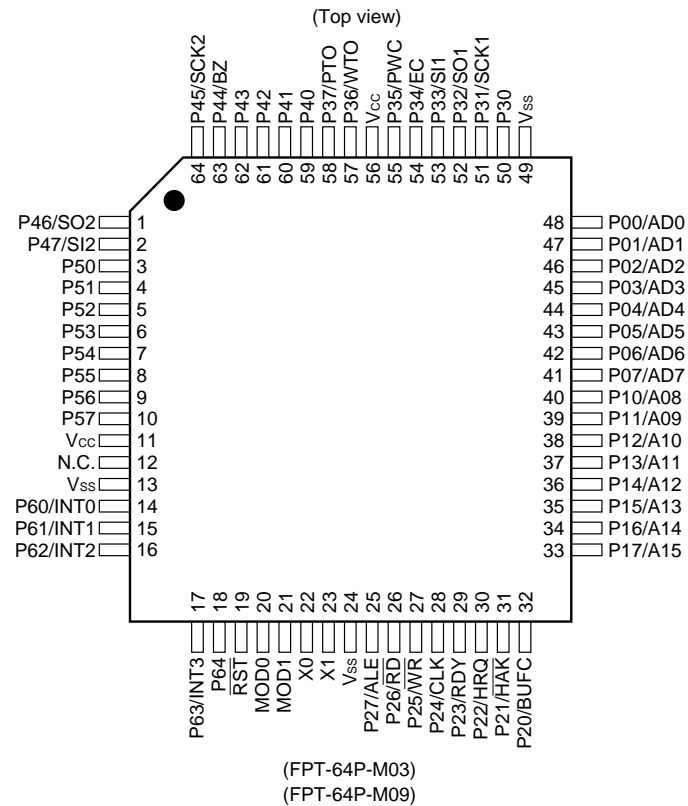 (Top view)
P45/SCK2
P44/BZ
P43
P42
P41
P40
P37/PTO
P36/WTO
Vcc
P35/PWC
P34/EC
P33/SI1
P32/SO1
P31/SCK1
P30
Vss
64
63
62
61
60
59
58
57
56
55
54
53
52
51
50
49
P46/SO2 1
P47/SI2 2
P50 3
P51 4
P52 5
P53 6
P54 7
P55 8
P56 9
P57 10
Vcc 11
N.C. 12
Vss 13
P60/INT0 14
P61/INT1 15
P62/INT2 16
48 P00/AD0
47 P01/AD1
46 P02/AD2
45 P03/AD3
44 P04/AD4
43 P05/AD5
42 P06/AD6
41 P07/AD7
40 P10/A08
39 P11/A09
38 P12/A10
37 P13/A11
36 P14/A12
35 P15/A13
34 P16/A14
33 P17/A15
17
18
19
20
21
22
23
24
25
26
27
28
29
30
31
32
P63/INT3
P64
RST
MOD0
MOD1
X0
X1
Vss
P27/ALE
P26/RD
P25/WR
P24/CLK
P23/RDY
P22/HRQ
P21/HAK
P20/BUFC
(FPT-64P-M03)
(FPT-64P-M09)